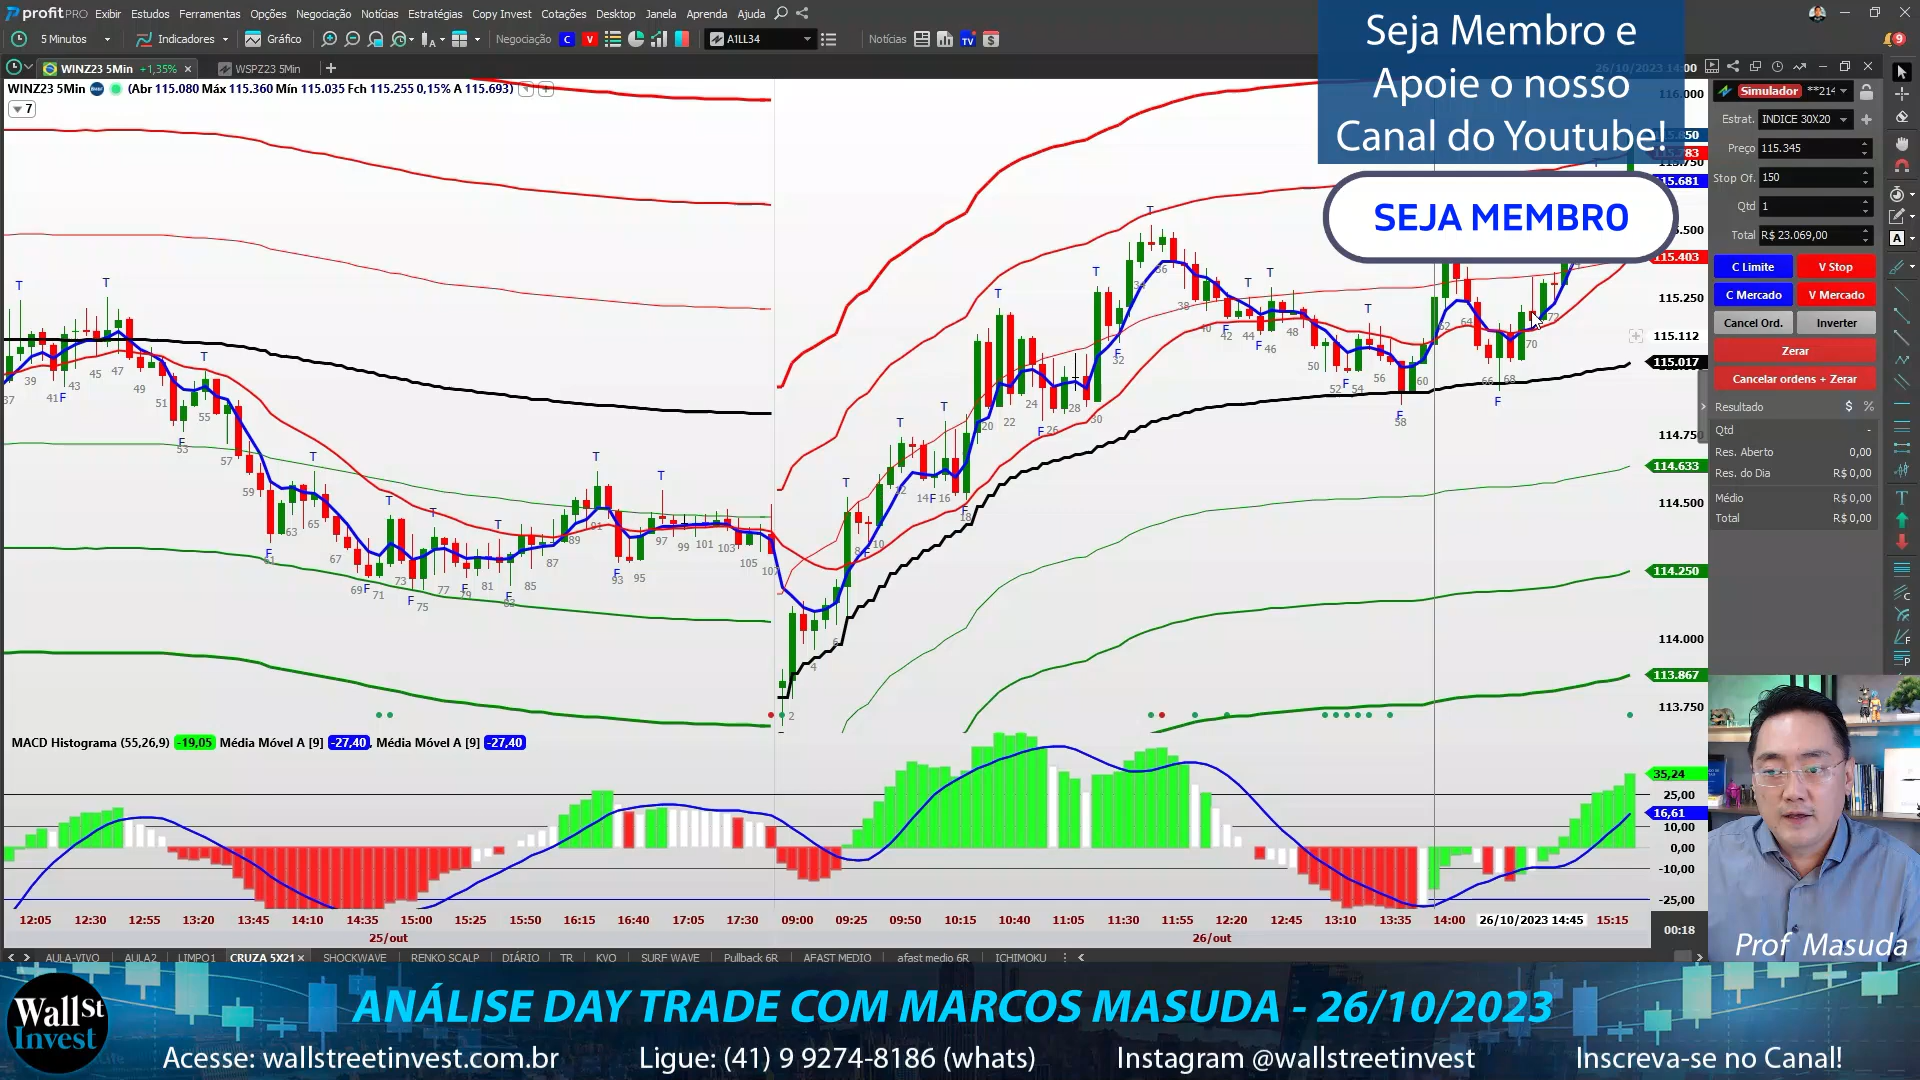 profitPRO Exibir Estudos Ferramentas Opções Negociação Notícias Estratégias Copy Invest Cotações Desktop Janela Aprenda Ajuda
5 Minutos Indicadores Gráfico Negociação C V A1LL34 Notícias TV $ 9
WINZ23 5Min +1,35% × WSPZ23 5Min +
WINZ23 5Min (Abr 115.080 Máx 115.360 Mín 115.035 Fch 115.255 0,15% A 115.693)
7
Seja Membro e
Apoie o nosso
Canal do Youtube!
SEJA MEMBRO
115.681
115.403
115.250
115.112
115.017
114.750
114.633
114.500
114.250
114.000
113.867
113.750
Simulador
Estrat. INDICE 30X20
Preço 115.345
Stop Of. 150
Qtd 1
Total R$ 23.069,00
C Limite V Stop
C Mercado V Mercado
Cancel Ord. Inverter
Zerar
Cancelar ordens + Zerar
Resultado $ %
Qtd -
Res. Aberto 0,00
Res. do Dia R$ 0,00
Médio R$ 0,00
Total R$ 0,00
MACD Histograma (55,26,9) -19,05 Média Móvel A [9] -27,40, Média Móvel A [9] -27,40
35,24
25,00
16,61
10,00
0,00
-10,00
-25,00
12:05 12:30 12:55 13:20 13:45 14:10 14:35 15:00 15:25 15:50 16:15 16:40 17:05 17:30 09:00 09:25 09:50 10:15 10:40 11:05 11:30 11:55 12:20 12:45 13:10 13:35 14:00 26/10/2023 14:45 15:15
25/out 26/out
00:18
AULA-VIVO AULA2 LIMPO1 CRUZA 5X21 × SHOCKWAVE RENKO SCALP DIÁRIO TR KVO SURF WAVE Pullback 6R AFAST MEDIO afast medio 6R ICHIMOKU
Prof Masuda
Wall St
Invest
ANÁLISE DAY TRADE COM MARCOS MASUDA - 26/10/2023
Acesse: wallstreetinvest.com.br Ligue: (41) 9 9274-8186 (whats) Instagram @wallstreetinvest Inscreva-se no Canal!